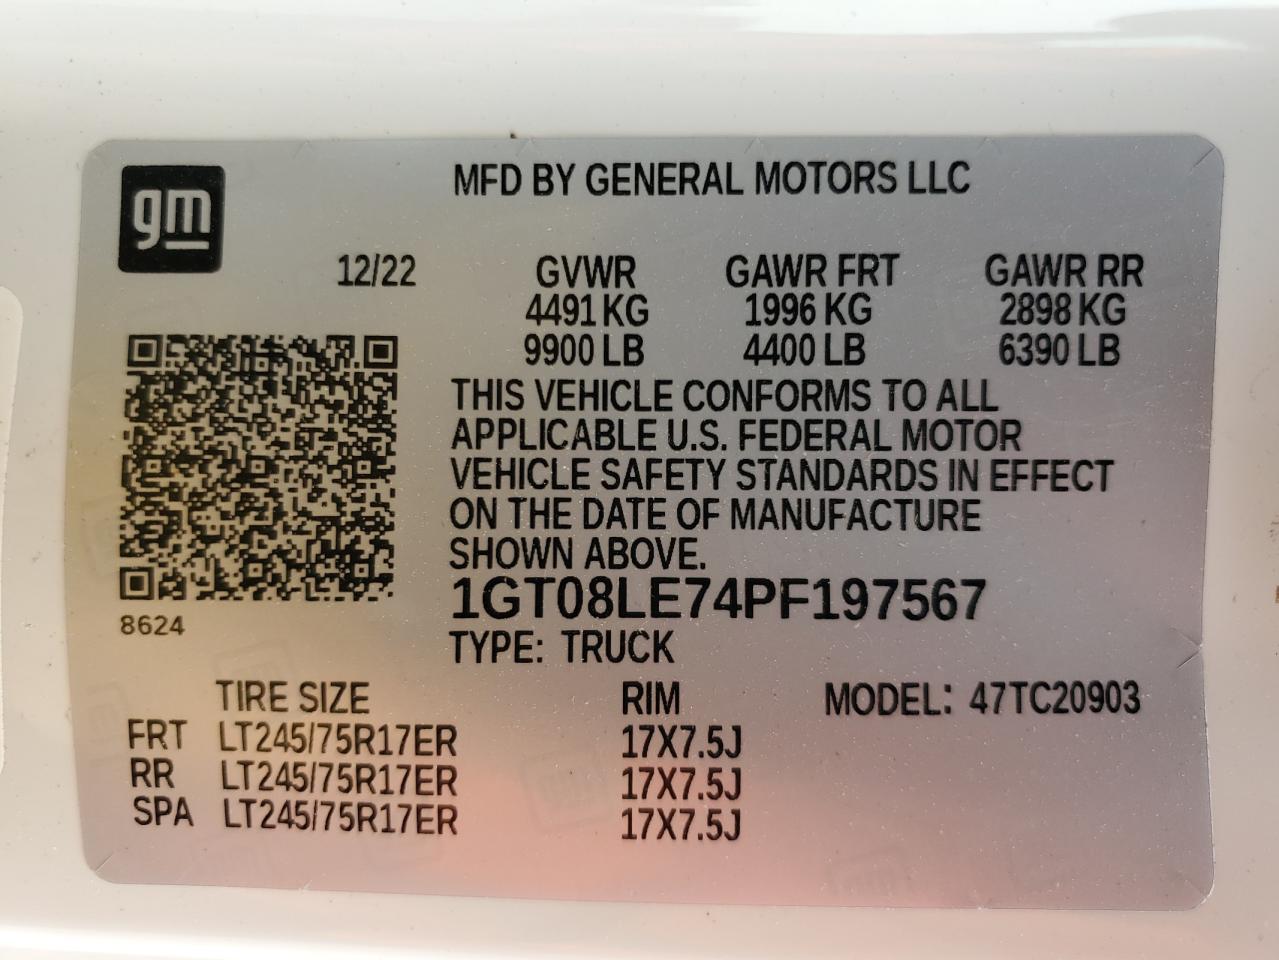 gm
MFD BY GENERAL MOTORS LLC
12/22 GVWR GAWR FRT GAWR RR
4491 KG 1996 KG 2898 KG
9900 LB 4400 LB 6390 LB
THIS VEHICLE CONFORMS TO ALL
APPLICABLE U.S. FEDERAL MOTOR
VEHICLE SAFETY STANDARDS IN EFFECT
ON THE DATE OF MANUFACTURE
SHOWN ABOVE.
1GT08LE74PF197567
8624
TYPE: TRUCK
TIRE SIZE RIM MODEL: 47TC20903
FRT LT245/75R17ER 17X7.5J
RR LT245/75R17ER 17X7.5J
SPA LT245/75R17ER 17X7.5J